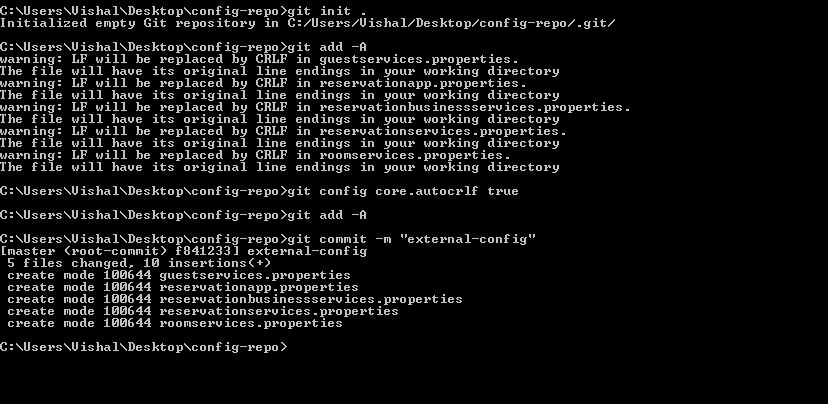 C:\Users\Vishal\Desktop\config-repo>git init .
Initialized empty Git repository in C:/Users/Vishal/Desktop/config-repo/.git/
C:\Users\Vishal\Desktop\config-repo>git add -A
warning: LF will be replaced by CRLF in guestservices.properties.
The file will have its original line endings in your working directory
warning: LF will be replaced by CRLF in reservationapp.properties.
The file will have its original line endings in your working directory
warning: LF will be replaced by CRLF in reservationbusinessservices.properties.
The file will have its original line endings in your working directory
warning: LF will be replaced by CRLF in reservationservices.properties.
The file will have its original line endings in your working directory
warning: LF will be replaced by CRLF in roomservices.properties.
The file will have its original line endings in your working directory
C:\Users\Vishal\Desktop\config-repo>git config core.autocrlf true
C:\Users\Vishal\Desktop\config-repo>git add -A
C:\Users\Vishal\Desktop\config-repo>git commit -m "external-config"
[master (root-commit) f841233] external-config
 5 files changed, 10 insertions(+)
 create mode 100644 guestservices.properties
 create mode 100644 reservationapp.properties
 create mode 100644 reservationbusinessservices.properties
 create mode 100644 reservationservices.properties
 create mode 100644 roomservices.properties
C:\Users\Vishal\Desktop\config-repo>